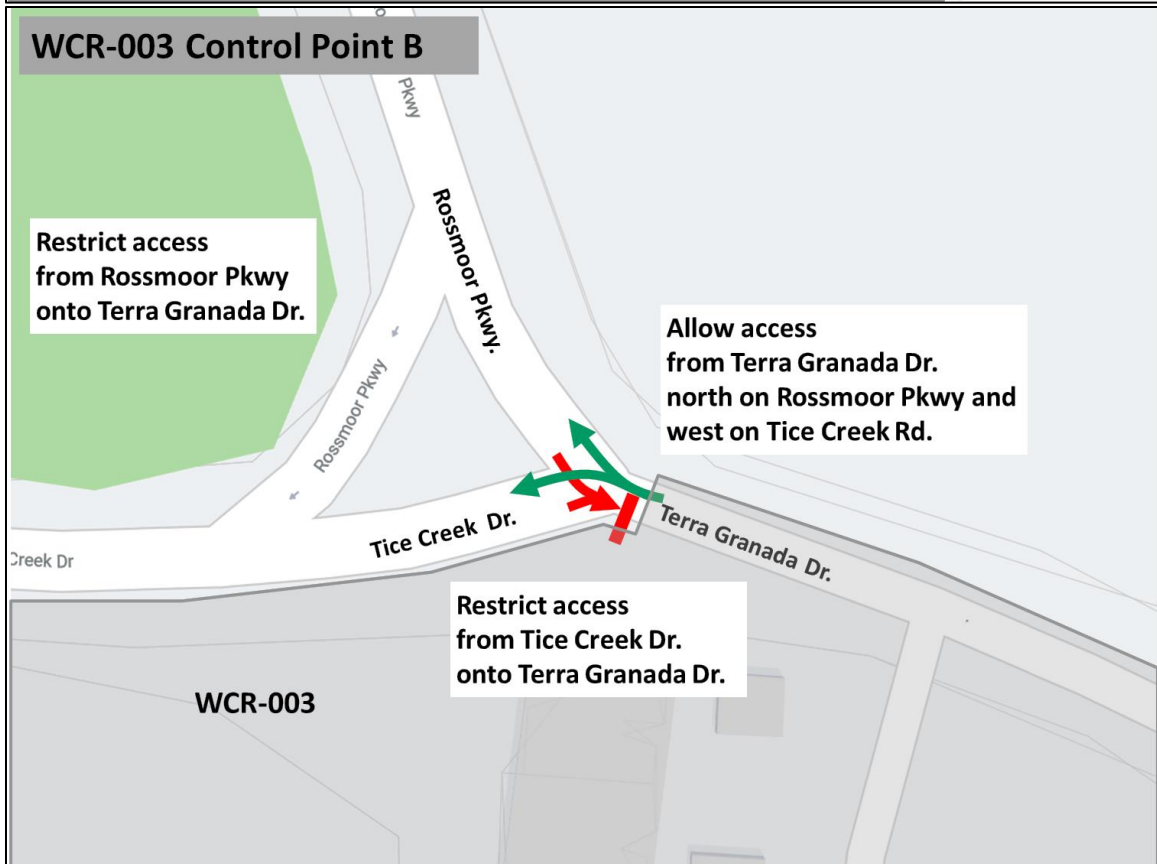 WCR-003 Control Point B
Pkwy
Restrict access
from Rossmoor Pkwy
onto Terra Granada Dr.
Rossmoor Pkwy.
Rossmoor Pkwy
Allow access
from Terra Granada Dr.
north on Rossmoor Pkwy and
west on Tice Creek Rd.
Creek Dr
Tice Creek Dr.
Terra Granada Dr.
Restrict access
from Tice Creek Dr.
onto Terra Granada Dr.
WCR-003